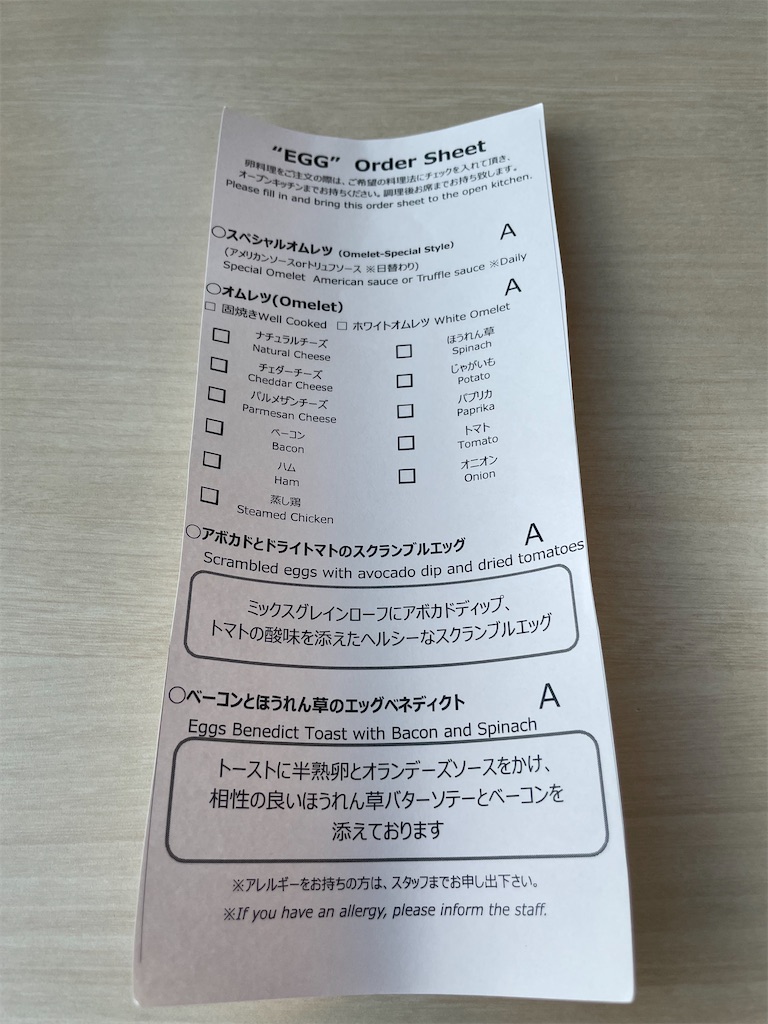 “EGG” Order Sheet
卵料理をご注文の際は、ご希望の料理法にチェックを入れて頂き、
オープンキッチンまでお持ちください。調理後お席までお持ち致します。
Please fill in and bring this order sheet to the open kitchen.
○スペシャルオムレツ (Omelet-Special Style) A
(アメリカンソースorトリュフソース ※日替わり)
Special Omelet American sauce or Truffle sauce ※Daily
○オムレツ(Omelet) A
□ 固焼きWell Cooked □ ホワイトオムレツ White Omelet
□ ナチュラルチーズ
Natural Cheese
□ チェダーチーズ
Cheddar Cheese
□ パルメザンチーズ
Parmesan Cheese
□ ベーコン
Bacon
□ ハム
Ham
□ 蒸し鶏
Steamed Chicken
□ ほうれん草
Spinach
□ じゃがいも
Potato
□ パプリカ
Paprika
□ トマト
Tomato
□ オニオン
Onion
○アボカドとドライトマトのスクランブルエッグ A
Scrambled eggs with avocado dip and dried tomatoes
ミックスグレインローフにアボカドディップ、
トマトの酸味を添えたヘルシーなスクランブルエッグ
○ベーコンとほうれん草のエッグベネディクト A
Eggs Benedict Toast with Bacon and Spinach
トーストに半熟卵とオランデーズソースをかけ、
相性の良いほうれん草バターソテーとベーコンを
添えております
※アレルギーをお持ちの方は、スタッフまでお申し出下さい。
※If you have an allergy, please inform the staff.